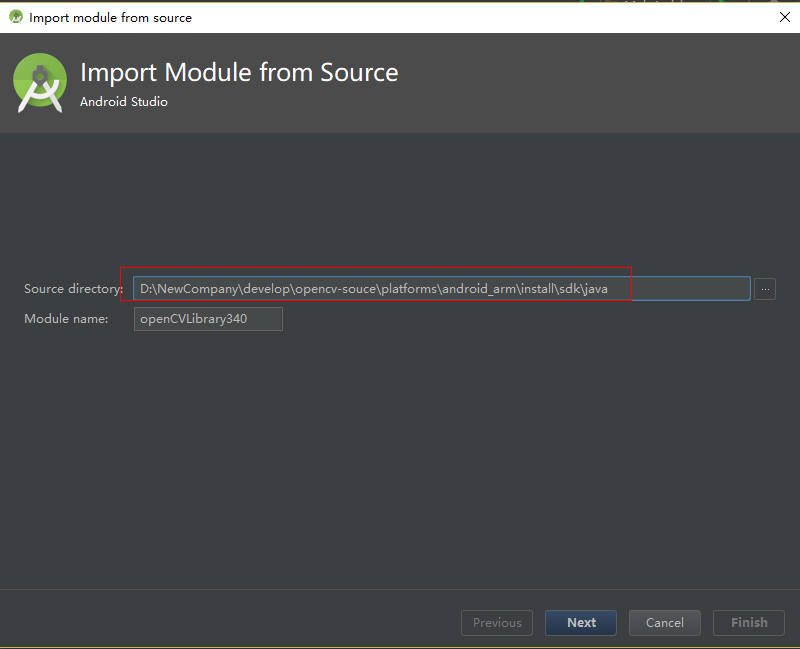 Import module from source
Import Module from Source
Android Studio
Source directory: D:\NewCompany\develop\opencv-souce\platforms\android_arm\install\sdk\java ...
Module name: openCVLibrary340
Previous Next Cancel Finish